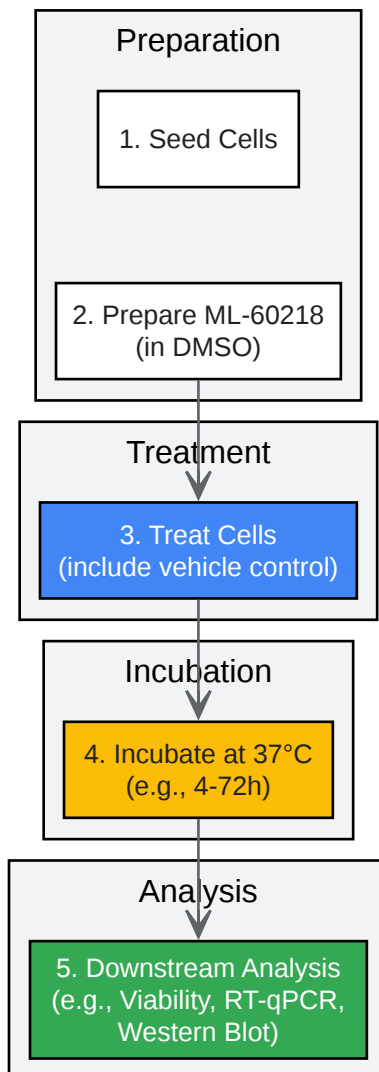 Preparation
1. Seed Cells
2. Prepare ML-60218
(in DMSO)
Treatment
3. Treat Cells
(include vehicle control)
Incubation
4. Incubate at 37°C
(e.g., 4-72h)
Analysis
5. Downstream Analysis
(e.g., Viability, RT-qPCR,
Western Blot)